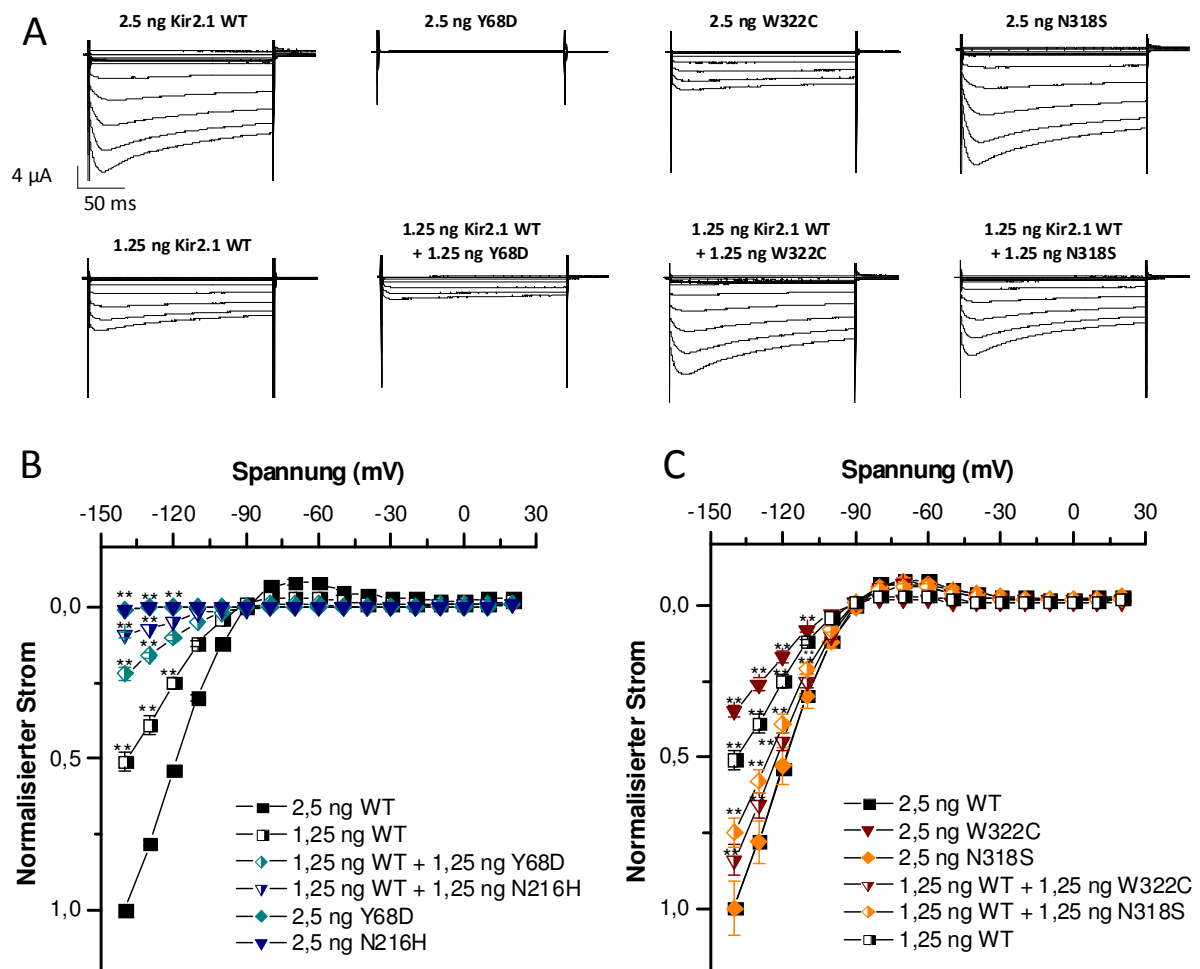 A
2.5 ng Kir2.1 WT
2.5 ng Y68D
2.5 ng W322C
2.5 ng N318S
4 µA
50 ms
1.25 ng Kir2.1 WT
1.25 ng Kir2.1 WT
+ 1.25 ng Y68D
1.25 ng Kir2.1 WT
+ 1.25 ng W322C
1.25 ng Kir2.1 WT
+ 1.25 ng N318S
B
Spannung (mV)
-150 -120 -90 -60 -30 0 30
** ** **
** **
** **
** ** **
0,0
0,5
1,0
Normalisierter Strom
2,5 ng WT
1,25 ng WT
1,25 ng WT + 1,25 ng Y68D
1,25 ng WT + 1,25 ng N216H
2,5 ng Y68D
2,5 ng N216H
C
Spannung (mV)
-150 -120 -90 -60 -30 0 30
** ** ** **
** ** ** **
** ** ** **
** ** **
0,0
0,5
1,0
Normalisierter Strom
2,5 ng WT
2,5 ng W322C
2,5 ng N318S
1,25 ng WT + 1,25 ng W322C
1,25 ng WT + 1,25 ng N318S
1,25 ng WT